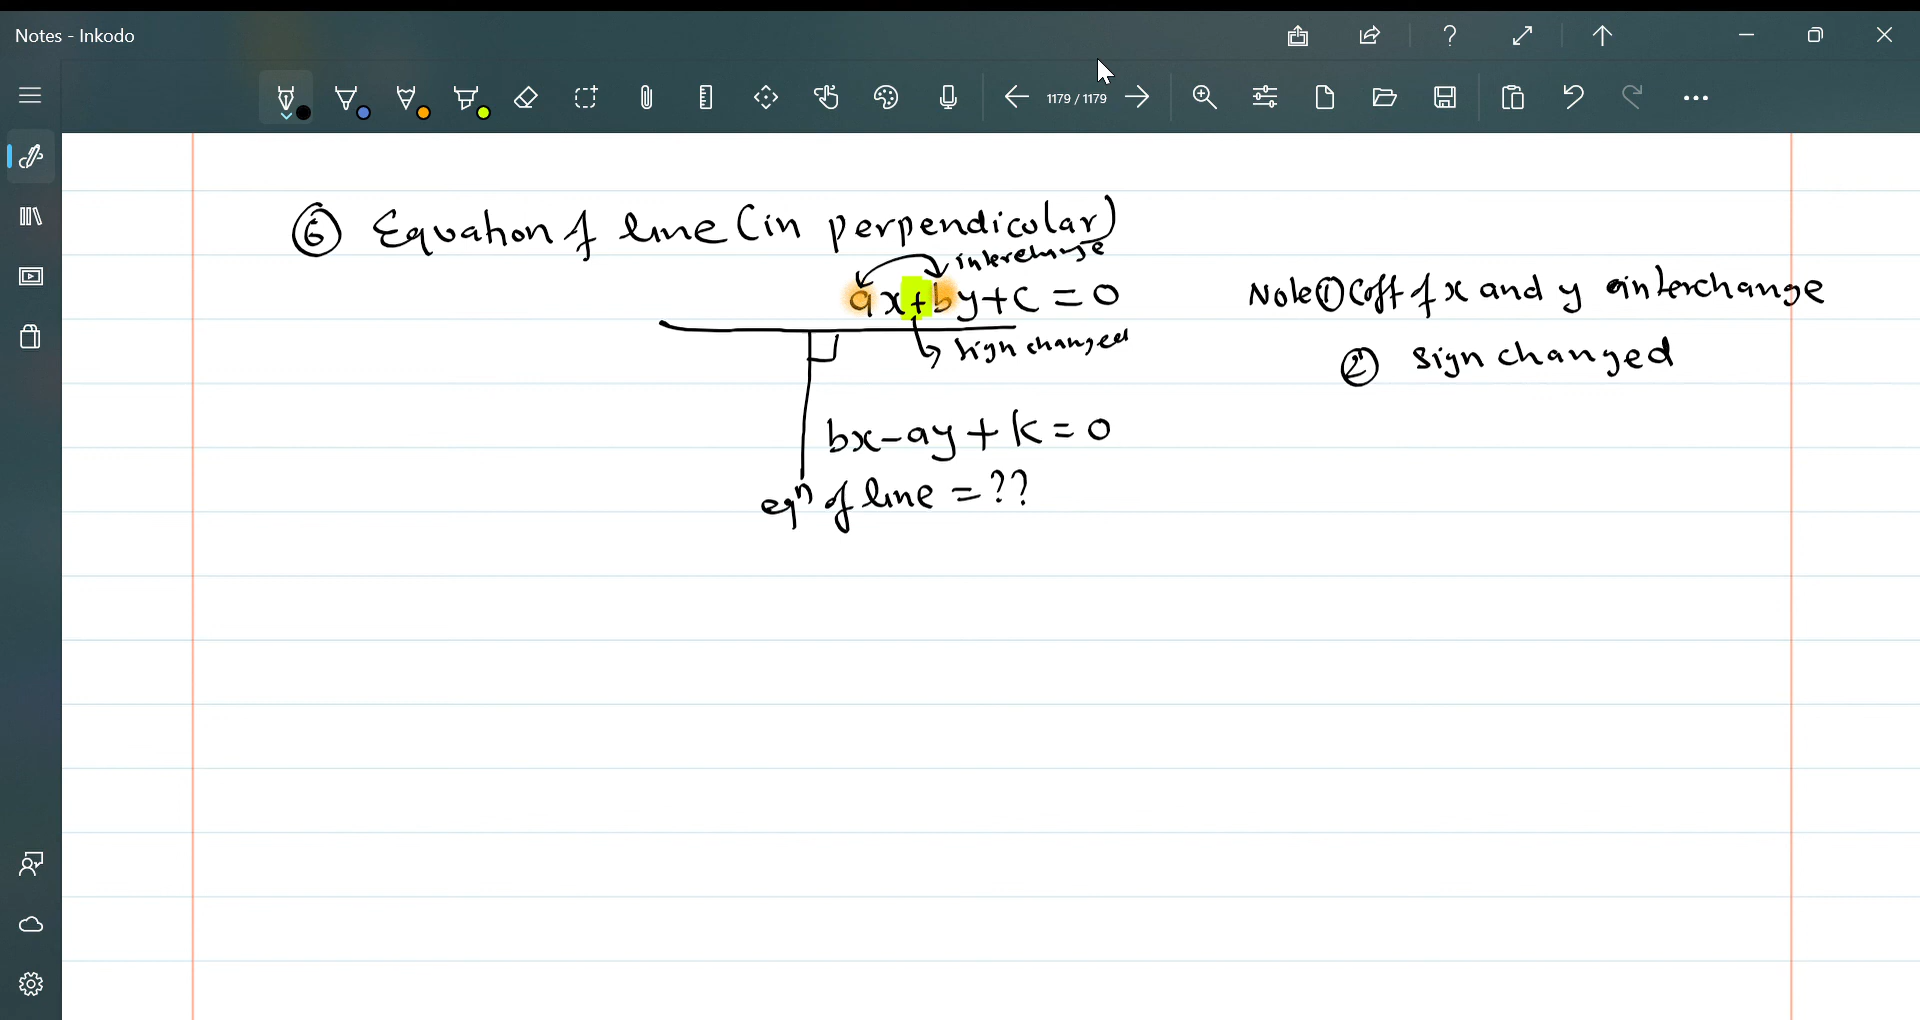 Notes - Inkodo
1179 / 1179
⑥ Equation of line (in perpendicular)
interchange
ax+by+c = 0
sign changed
Note ① Coff of x and y interchange
② sign changed
bx-ay+k=0
eqⁿ of line = ??